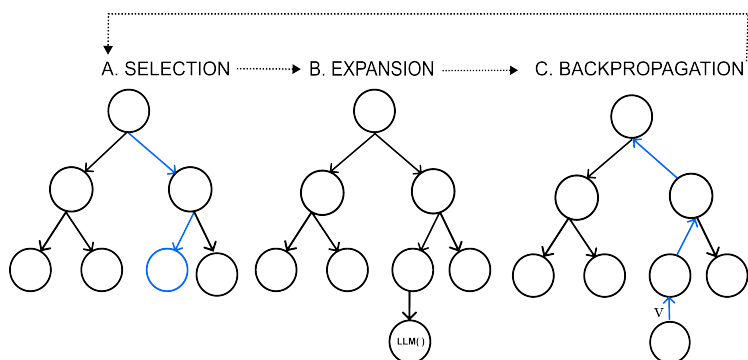 A. SELECTION
B. EXPANSION
C. BACKPROPAGATION
LLM( )
V